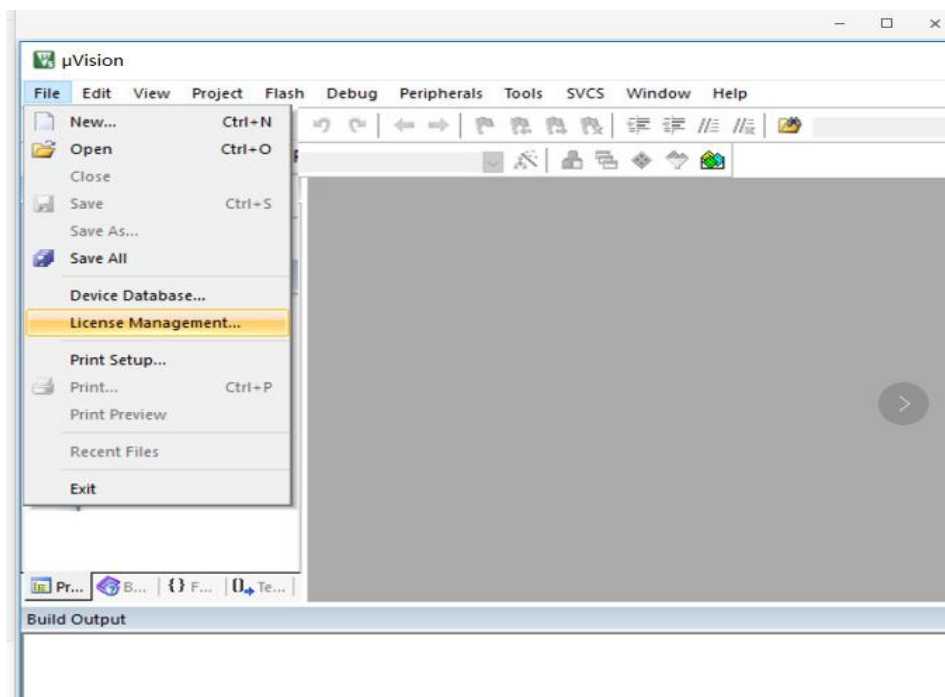 µVision
File Edit View Project Flash Debug Peripherals Tools SVCS Window Help
New... Ctrl+N
Open Ctrl+O
Close
Save Ctrl+S
Save As...
Save All
Device Database...
License Management...
Print Setup...
Print... Ctrl+P
Print Preview
Recent Files
Exit
Pr... B... {} F... Te...
Build Output